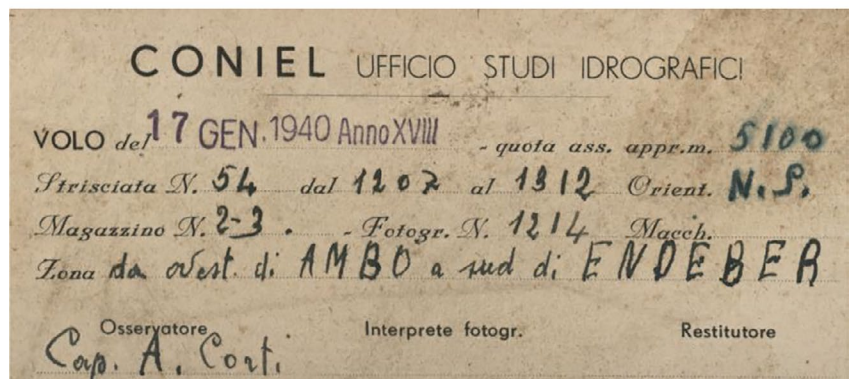 CONIEL UFFICIO STUDI IDROGRAFICI
VOLO del 17 GEN. 1940 Anno XVIII - quota ass. appr. m. 5100
Strisciata N. 54 dal 1207 al 1312 Orient. N.S.
Magazzino N. 2-3. - Fotogr. N. 1214 Macch.
Zona da ovest. di AMBO a sud di ENDEBER
Osservatore Interprete fotogr. Restitutore
Cap. A. Corti